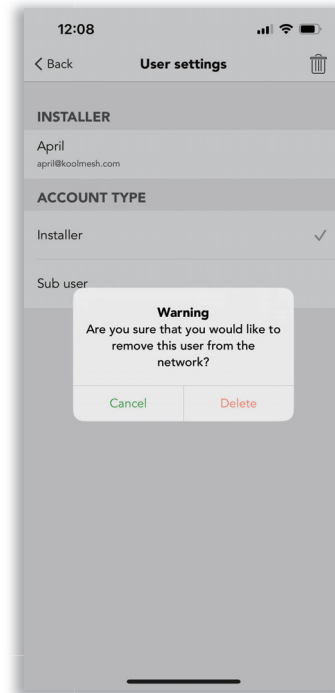 12:08
Back User settings
INSTALLER
April
april@koolmesh.com
ACCOUNT TYPE
Installer
Sub user
Warning
Are you sure that you would like to
remove this user from the
network?
Cancel Delete